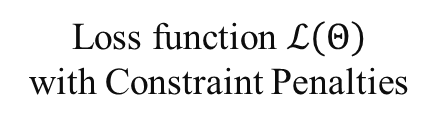 Loss function ℒ(Θ)
with Constraint Penalties